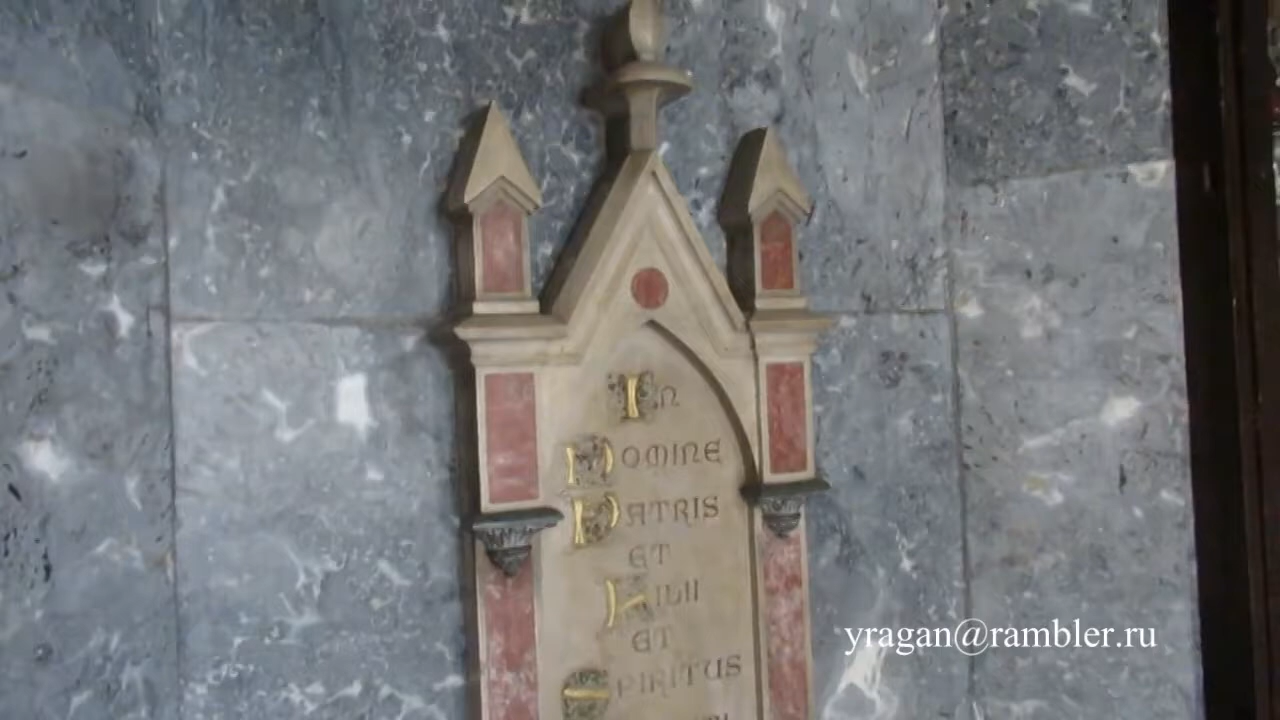 In
Nomine
Patris
et
Filii
et
Spiritus
yragan@rambler.ru